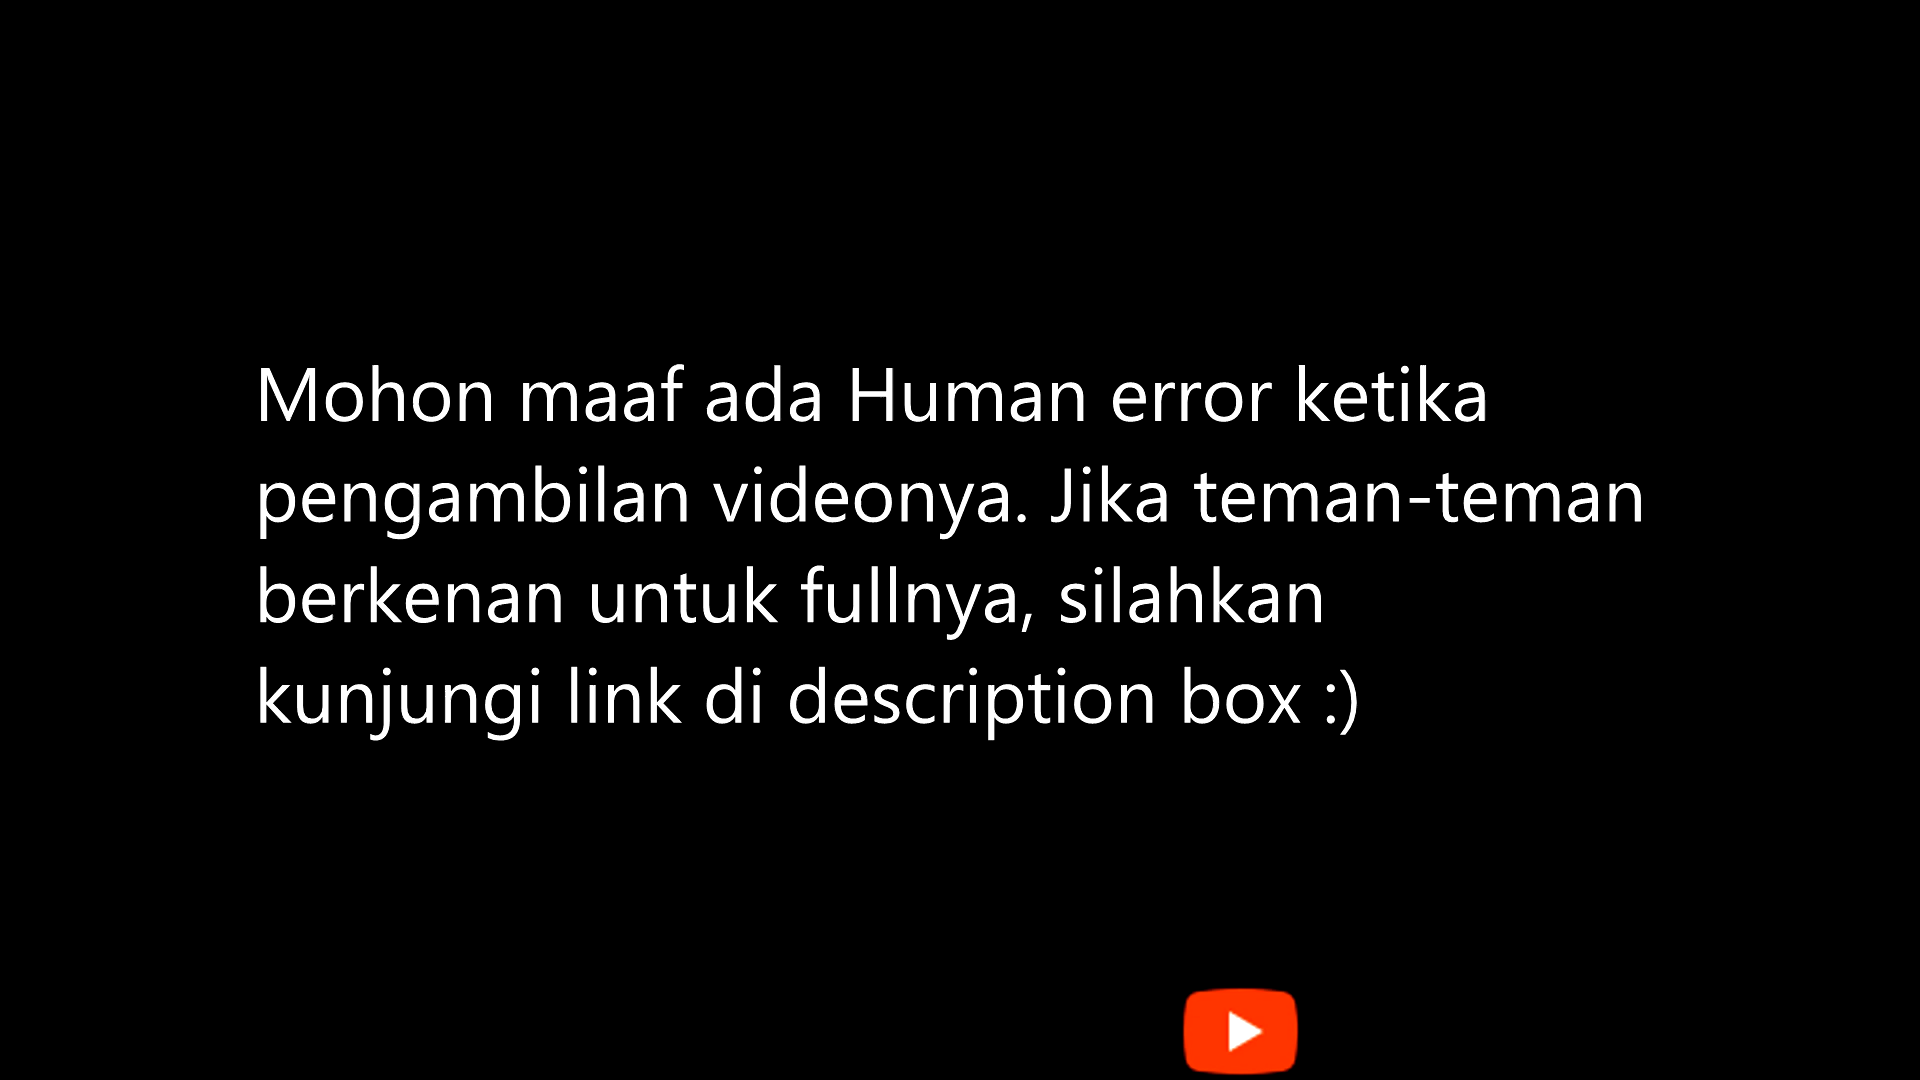 Mohon maaf ada Human error ketika
pengambilan videonya. Jika teman-teman
berkenan untuk fullnya, silahkan
kunjungi link di description box :)